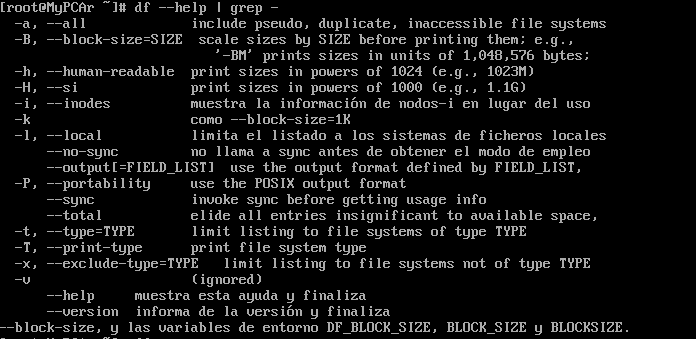 [root@MyPCAr ~]# df --help | grep -
  -a, --all             include pseudo, duplicate, inaccessible file systems
  -B, --block-size=SIZE  scale sizes by SIZE before printing them; e.g.,
                           '-BM' prints sizes in units of 1,048,576 bytes;
  -h, --human-readable  print sizes in powers of 1024 (e.g., 1023M)
  -H, --si              print sizes in powers of 1000 (e.g., 1.1G)
  -i, --inodes          muestra la información de nodos-i en lugar del uso
  -k                    como --block-size=1K
  -l, --local           limita el listado a los sistemas de ficheros locales
      --no-sync         no llama a sync antes de obtener el modo de empleo
      --output[=FIELD_LIST]  use the output format defined by FIELD_LIST,
  -P, --portability     use the POSIX output format
      --sync            invoke sync before getting usage info
      --total           elide all entries insignificant to available space,
  -t, --type=TYPE       limit listing to file systems of type TYPE
  -T, --print-type      print file system type
  -x, --exclude-type=TYPE   limit listing to file systems not of type TYPE
  -v                    (ignored)
      --help     muestra esta ayuda y finaliza
      --version  informa de la versión y finaliza
--block-size, y las variables de entorno DF_BLOCK_SIZE, BLOCK_SIZE y BLOCKSIZE.